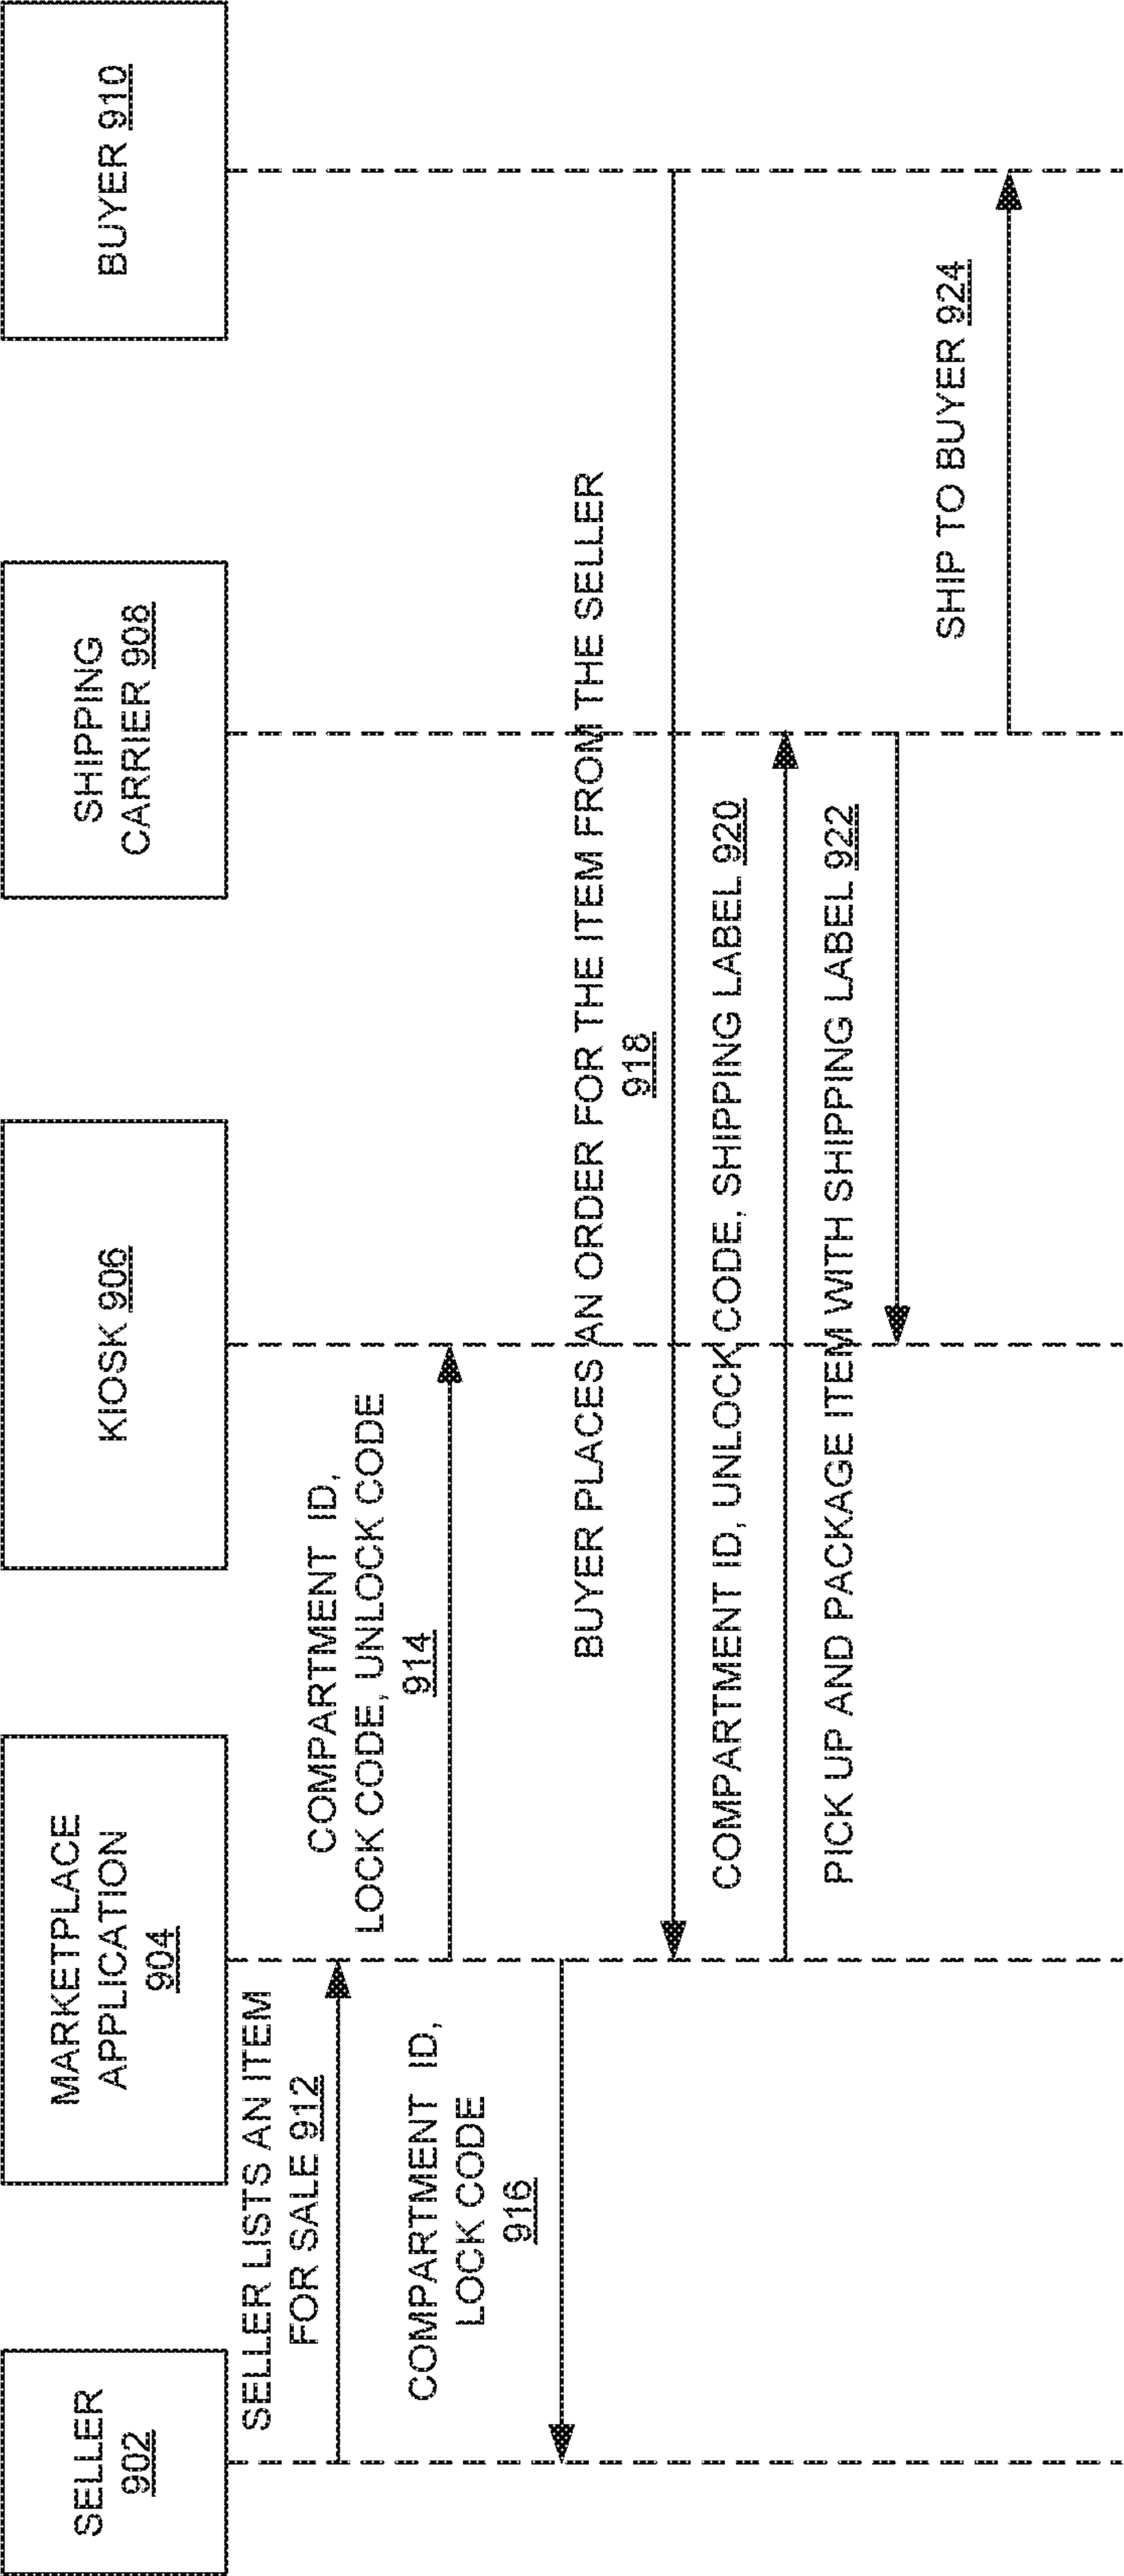 SELLER
902
MARKETPLACE
APPLICATION
904
KIOSK 906
SHIPPING
CARRIER 908
BUYER 910
SELLER LISTS AN ITEM
FOR SALE 912
COMPARTMENT ID,
LOCK CODE, UNLOCK CODE
914
COMPARTMENT ID,
LOCK CODE
916
BUYER PLACES AN ORDER FOR THE ITEM FROM THE SELLER
918
COMPARTMENT ID, UNLOCK CODE, SHIPPING LABEL 920
PICK UP AND PACKAGE ITEM WITH SHIPPING LABEL 922
SHIP TO BUYER 924